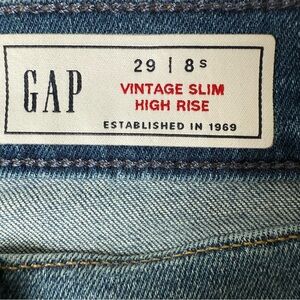 GAP
29 | 8s
VINTAGE SLIM
HIGH RISE
ESTABLISHED IN 1969